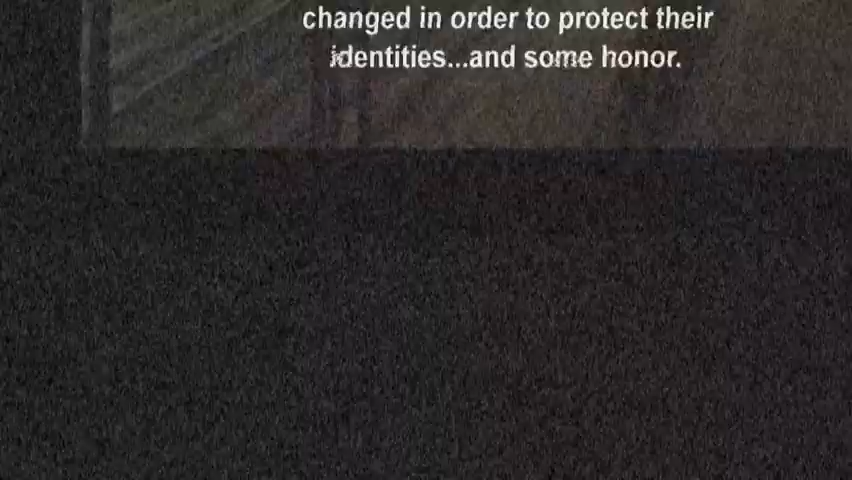 changed in order to protect their
identities...and some honor.